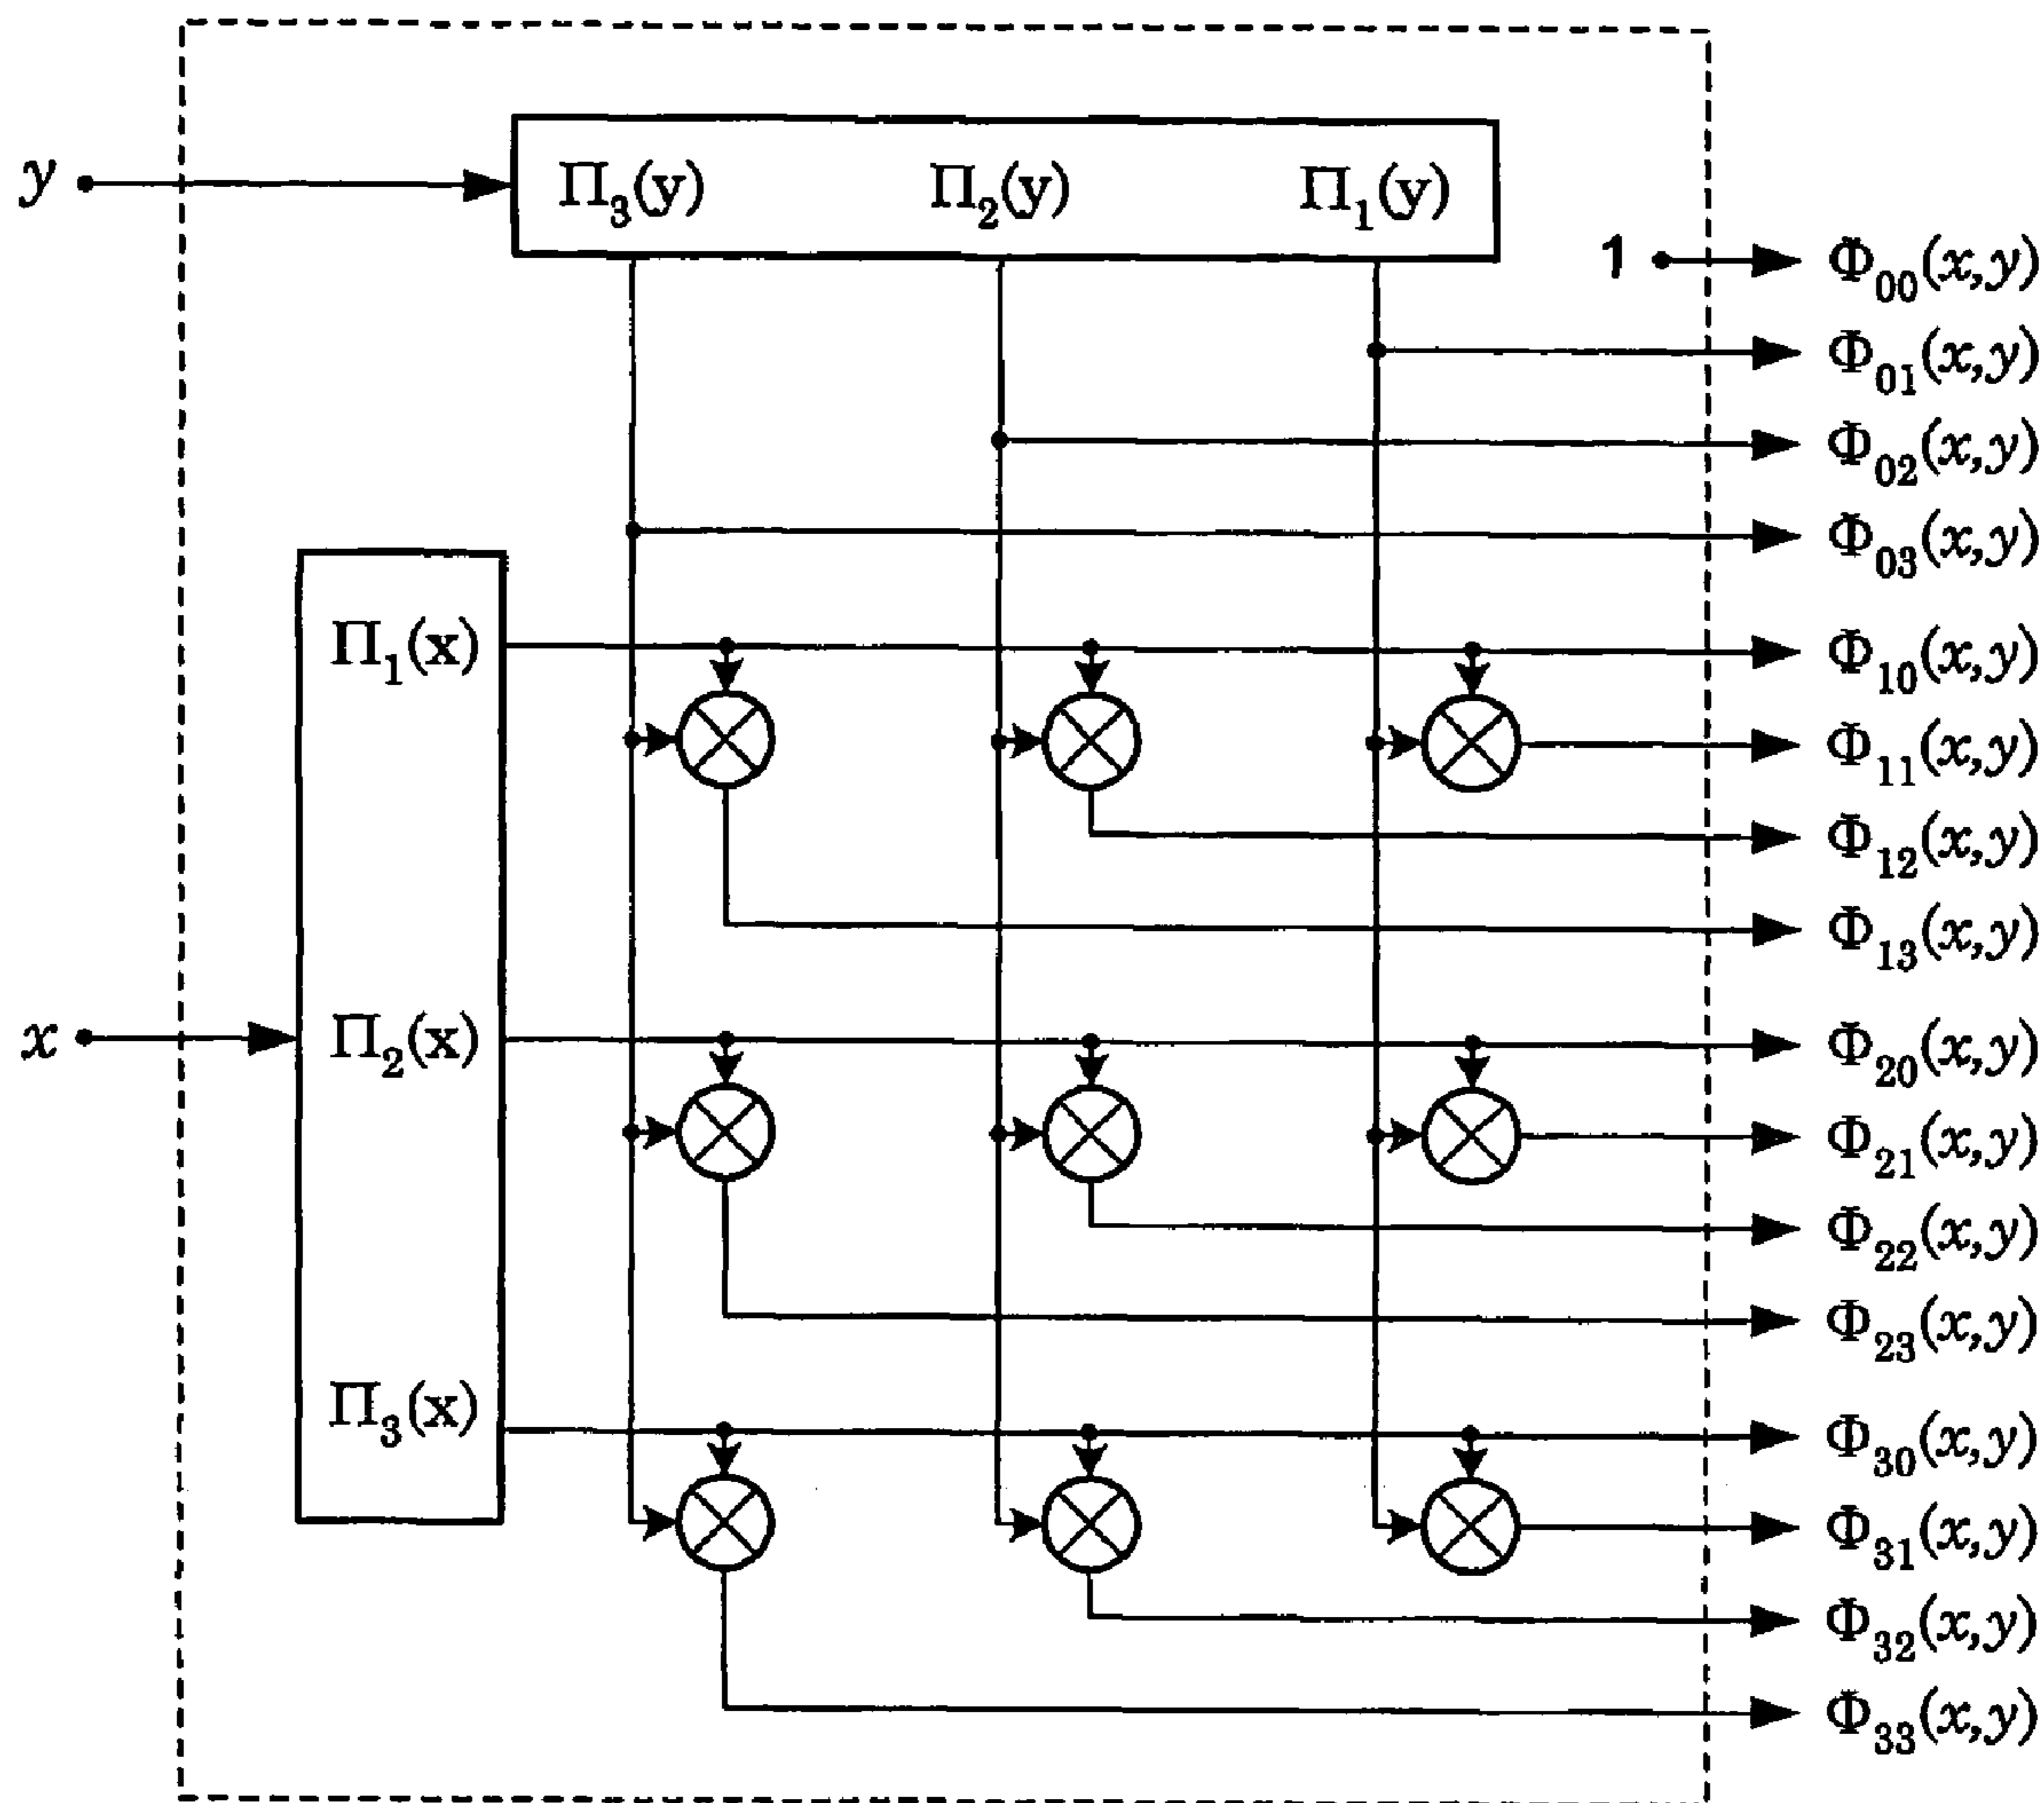 y
Π₃(y) Π₂(y) Π₁(y)
1 Φ₀₀(x,y)
Φ₀₁(x,y)
Φ₀₂(x,y)
Φ₀₃(x,y)
Π₁(x) Φ₁₀(x,y)
Φ₁₁(x,y)
Φ₁₂(x,y)
Φ₁₃(x,y)
x Π₂(x) Φ₂₀(x,y)
Φ₂₁(x,y)
Φ₂₂(x,y)
Φ₂₃(x,y)
Π₃(x) Φ₃₀(x,y)
Φ₃₁(x,y)
Φ₃₂(x,y)
Φ₃₃(x,y)